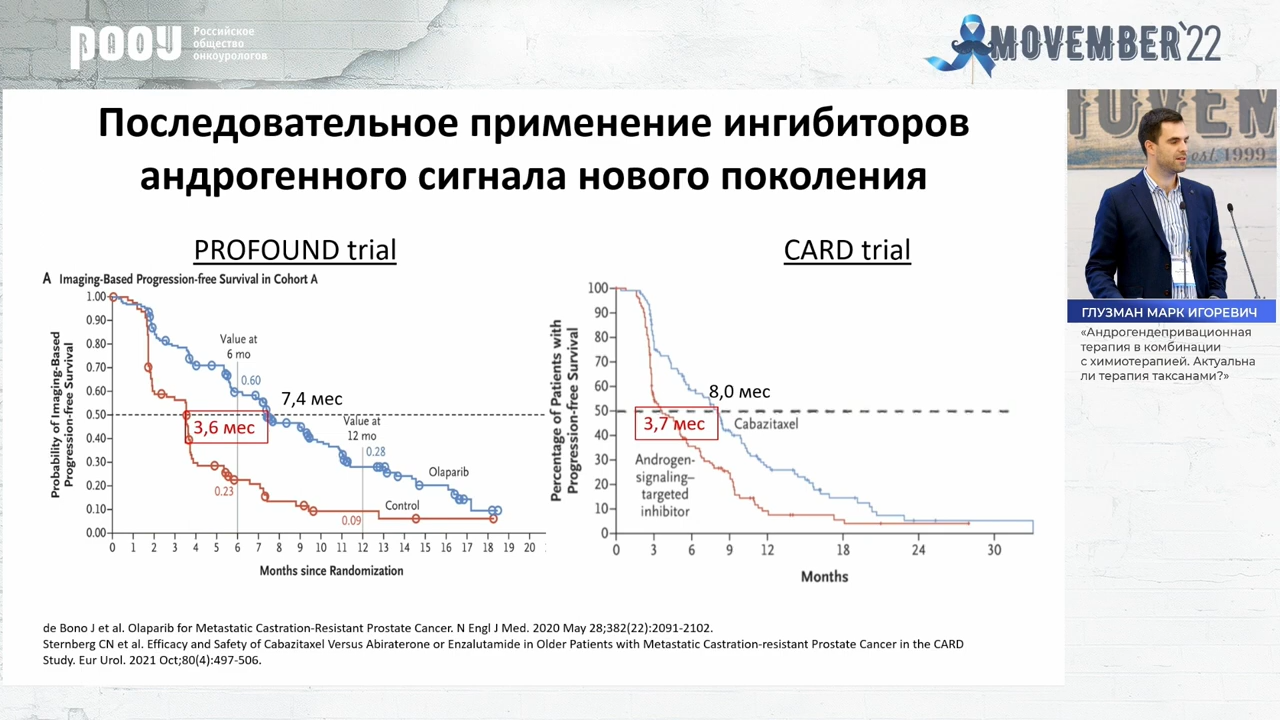 РООУ
Российское
общество
онкоурологов
MOVEMBER'22
Последовательное применение ингибиторов
андрогенного сигнала нового поколения
PROFOUND trial
A Imaging-Based Progression-free Survival in Cohort A
Probability of Imaging-Based
Progression-free Survival
1.00
0.90
0.80
0.70
0.60
0.50
0.40
0.30
0.20
0.10
0.00
Value at
6 mo
0.60
7,4 мес
3,6 мес
Value at
12 mo
0.28
Olaparib
0.23
Control
0.09
0 1 2 3 4 5 6 7 8 9 10 11 12 13 14 15 16 17 18 19 20
Months since Randomization
CARD trial
Percentage of Patients with
Progression-free Survival
100
90
80
70
60
50
40
30
20
10
0
8,0 мес
3,7 мес
Cabazitaxel
Androgen-
signaling–
targeted
inhibitor
0 3 6 9 12 18 24 30
Months
de Bono J et al. Olaparib for Metastatic Castration-Resistant Prostate Cancer. N Engl J Med. 2020 May 28;382(22):2091-2102.
Sternberg CN et al. Efficacy and Safety of Cabazitaxel Versus Abiraterone or Enzalutamide in Older Patients with Metastatic Castration-resistant Prostate Cancer in the CARD
Study. Eur Urol. 2021 Oct;80(4):497-506.
est. 1999
ГЛУЗМАН МАРК ИГОРЕВИЧ
«Андрогендепривационная
терапия в комбинации
с химиотерапией. Актуальна
ли терапия таксанами?»